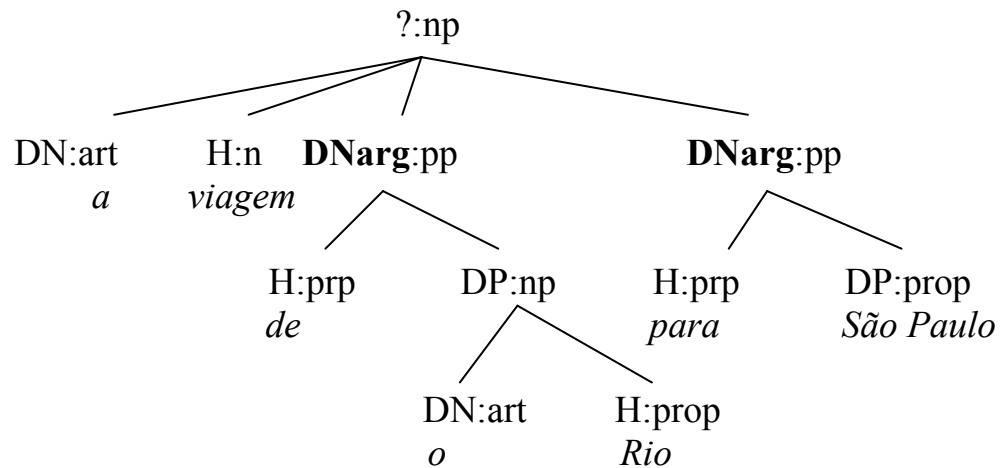 ?:np
DN:art H:n DNarg:pp DNarg:pp
a viagem
H:prp DP:np H:prp DP:prop
de para São Paulo
DN:art H:prop
o Rio